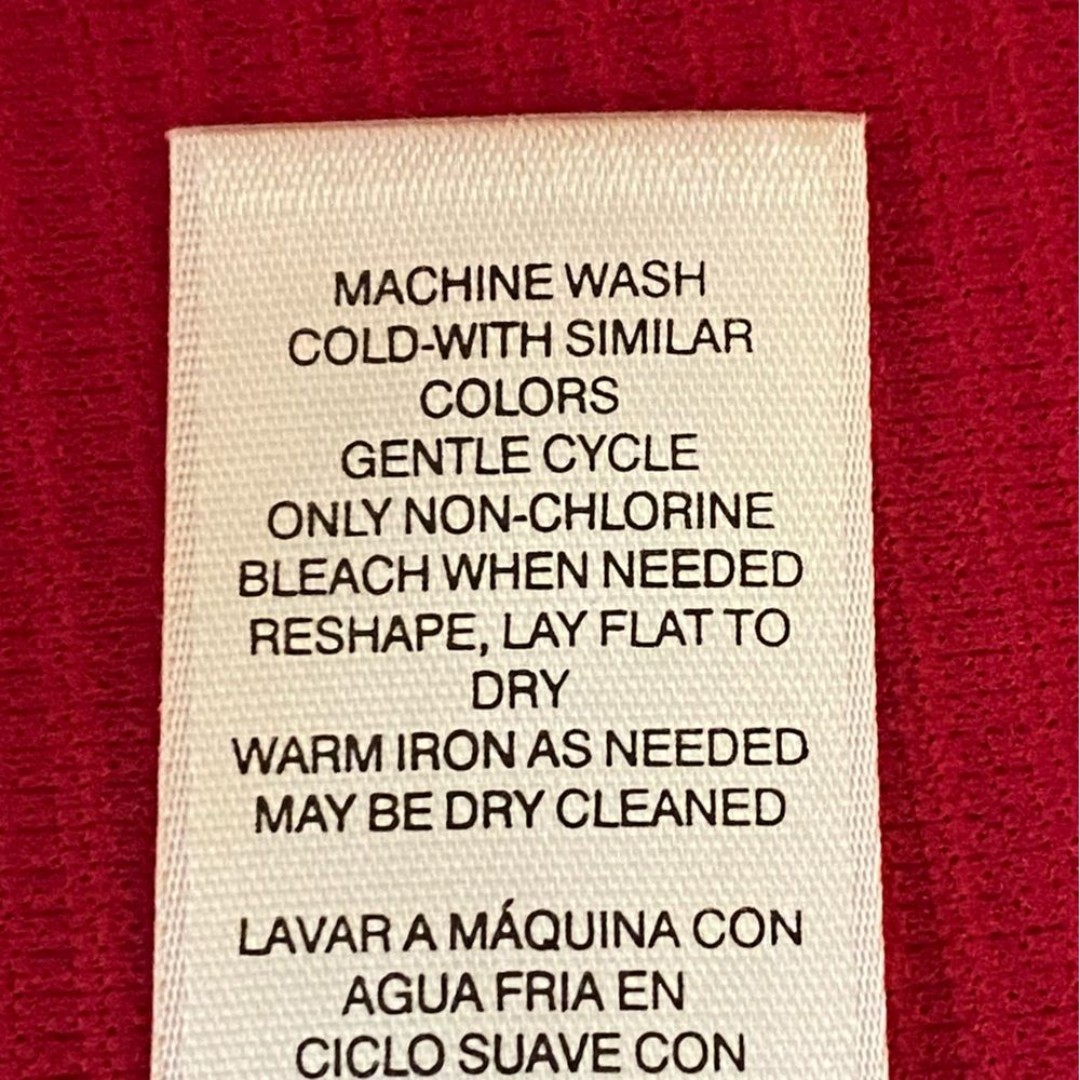 MACHINE WASH
COLD-WITH SIMILAR
COLORS
GENTLE CYCLE
ONLY NON-CHLORINE
BLEACH WHEN NEEDED
RESHAPE, LAY FLAT TO
DRY
WARM IRON AS NEEDED
MAY BE DRY CLEANED
LAVAR A MÁQUINA CON
AGUA FRIA EN
CICLO SUAVE CON